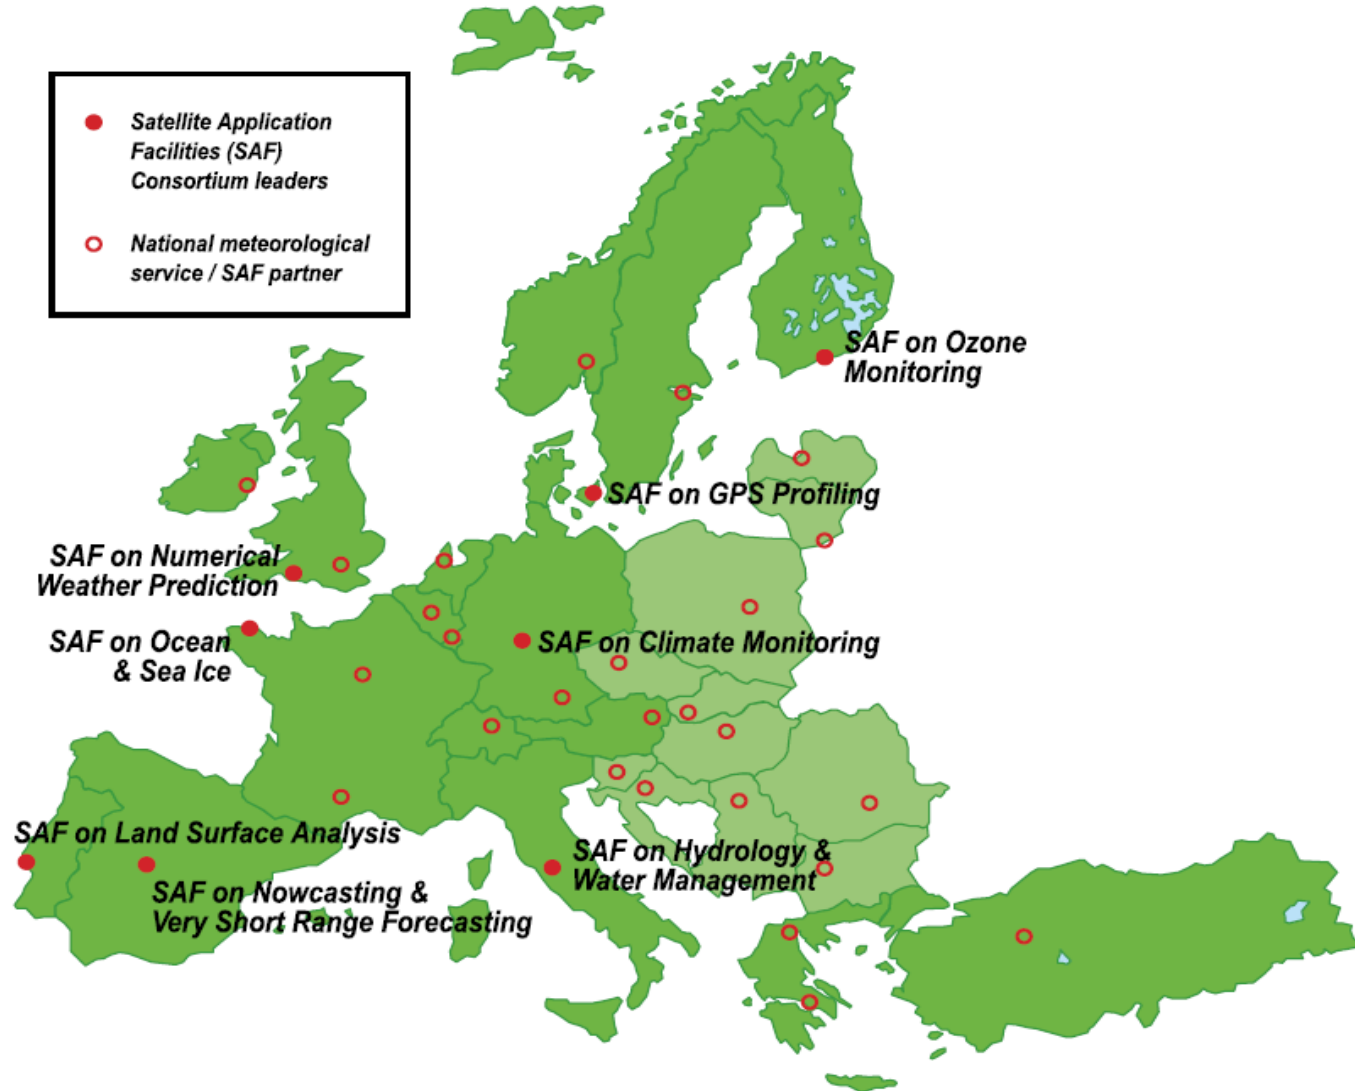 Satellite Application
Facilities (SAF)
Consortium leaders
National meteorological
service / SAF partner
SAF on Ozone
Monitoring
SAF on GPS Profiling
SAF on Numerical
Weather Prediction
SAF on Ocean
& Sea Ice
SAF on Climate Monitoring
SAF on Land Surface Analysis
SAF on Hydrology &
Water Management
SAF on Nowcasting &
Very Short Range Forecasting